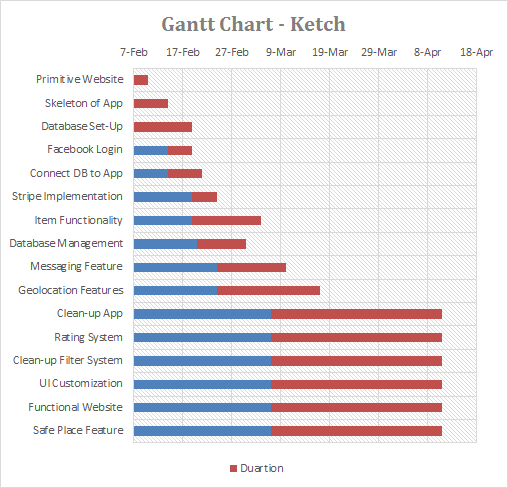 Gantt Chart - Ketch
7-Feb 17-Feb 27-Feb 9-Mar 19-Mar 29-Mar 8-Apr 18-Apr
Primitive Website
Skeleton of App
Database Set-Up
Facebook Login
Connect DB to App
Stripe Implementation
Item Functionality
Database Management
Messaging Feature
Geolocation Features
Clean-up App
Rating System
Clean-up Filter System
UI Customization
Functional Website
Safe Place Feature
Duartion